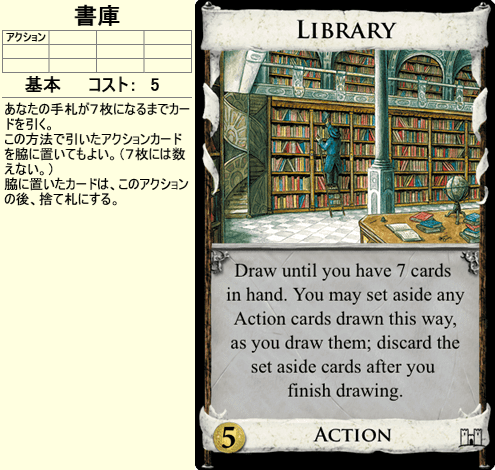 書庫
アクション
基本 コスト: 5
あなたの手札が7枚になるまでカー
ドを引く。
この方法で引いたアクションカード
を脇に置いてもよい。(7枚には数
えない。)
脇に置いたカードは、このアクション
の後、捨て札にする。
LIBRARY
Draw until you have 7 cards
in hand. You may set aside any
Action cards drawn this way,
as you draw them; discard the
set aside cards after you
finish drawing.
5
ACTION